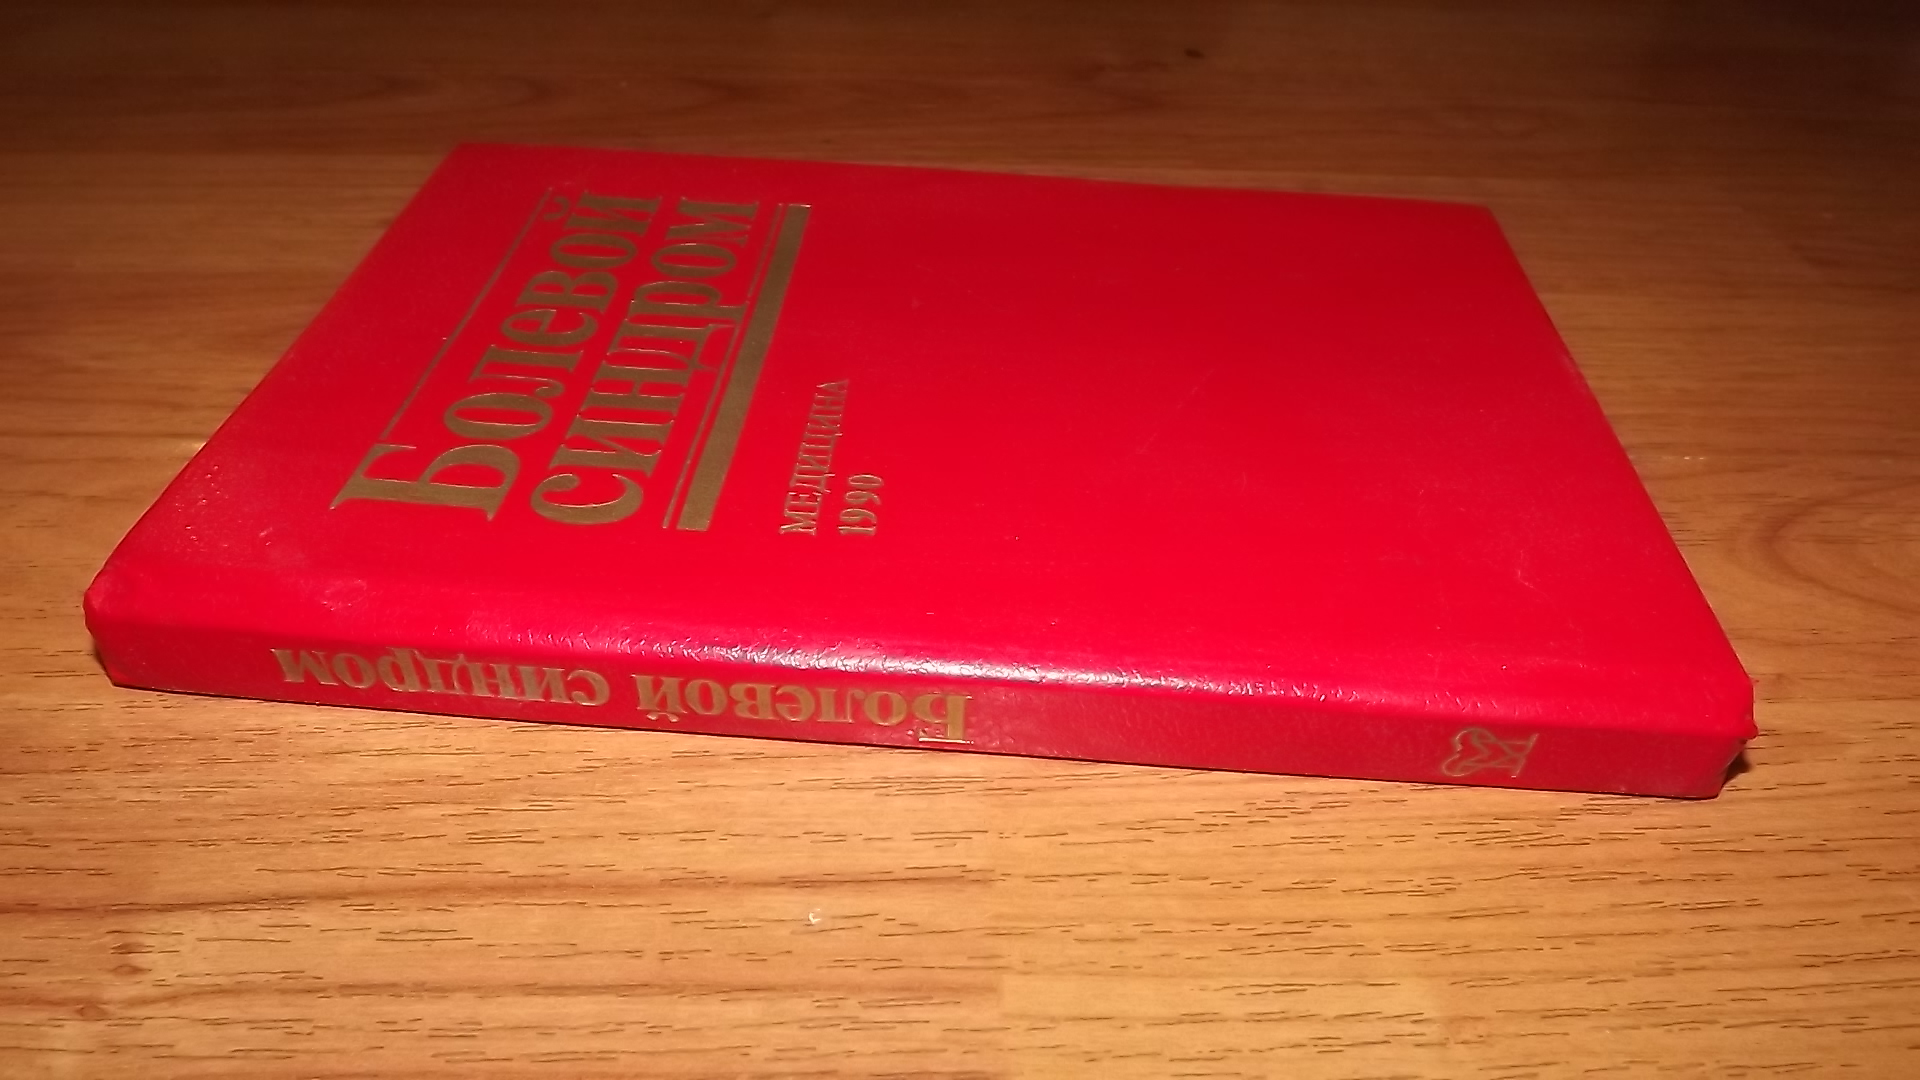 Болевой
синдром
МЕДИЦИНА
1990
Болевой синдром